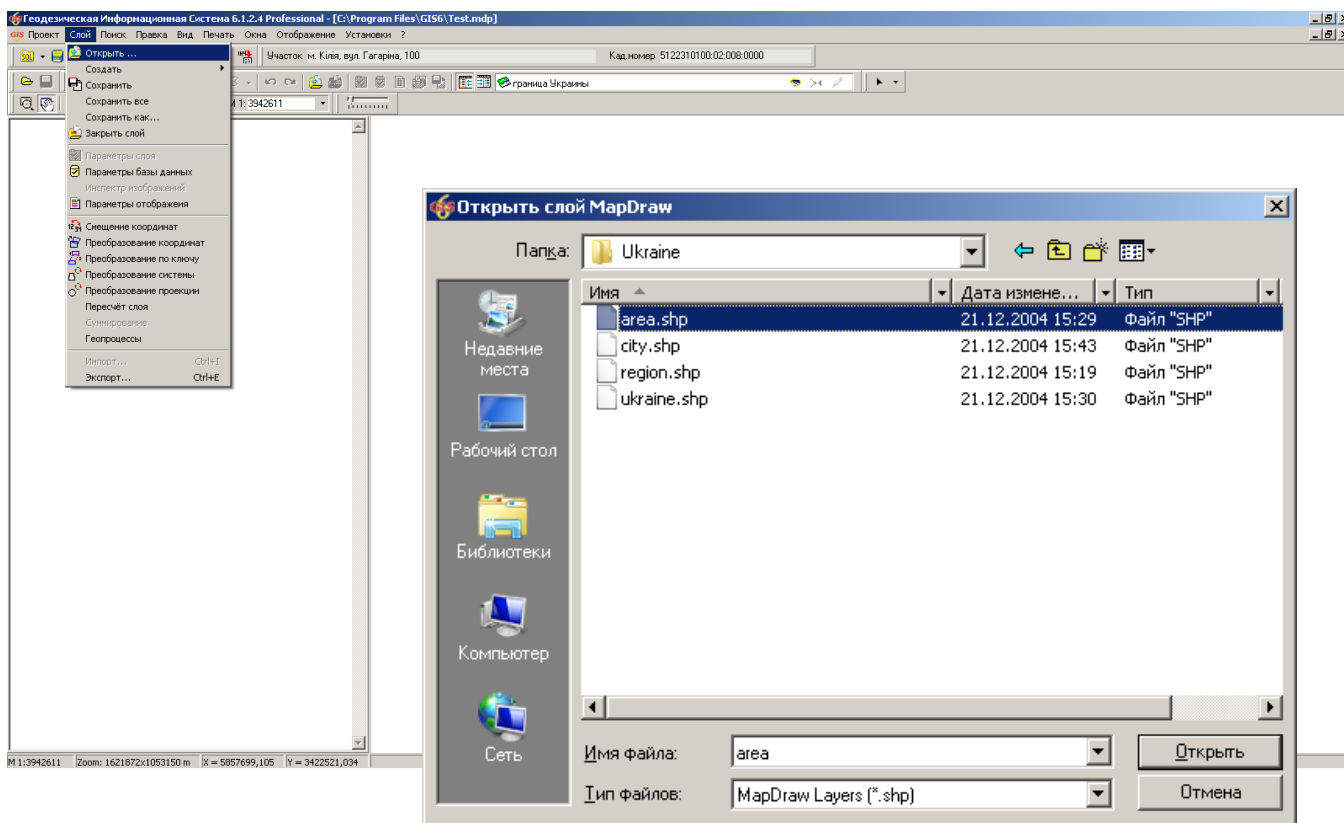 Геодезическая Информационная Система 6.1.2.4 Professional - [C:\Program Files\GIS6\Test.mdp]
GIS Проект Слой Поиск Правка Вид Печать Окна Отображение Установки ?
SQL Участок м. Кілія, вул. Гагаріна, 100 Кад.номер 5122310100:02:008:0000
граница Украины
1: 3942611
Открыть ...
Создать
Сохранить
Сохранить все
Сохранить как...
Закрыть слой
Параметры слоя
Параметры базы данных
Инспектр изображений
Параметры отображеия
Смещение координат
Преобразование координат
Преобразование по ключу
Преобразование системы
Преобразование проекции
Пересчёт слоя
Суммирование
Геопроцессы
Импорт... Ctrl+I
Экспорт... Ctrl+E
Открыть слой MapDraw
Папка: Ukraine
Имя Дата измене... Тип
area.shp 21.12.2004 15:29 Файл "SHP"
city.shp 21.12.2004 15:43 Файл "SHP"
region.shp 21.12.2004 15:19 Файл "SHP"
ukraine.shp 21.12.2004 15:30 Файл "SHP"
Недавние
места
Рабочий стол
Библиотеки
Компьютер
Сеть
Имя файла: area Открыть
Тип файлов: MapDraw Layers (*.shp) Отмена
M 1:3942611 Zoom: 1621872x1053150 m X = 5857699,105 Y = 3422521,034